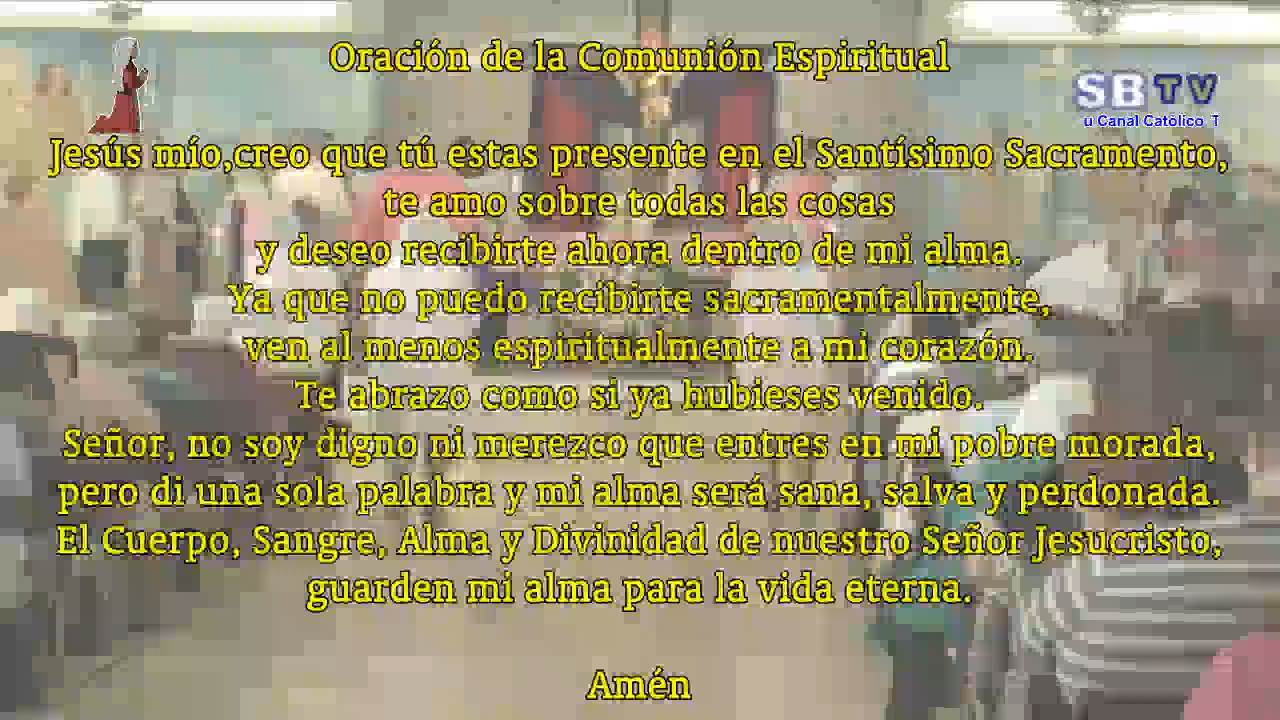 Oración de la Comunión Espiritual
SBTV
u Canal Católico T
Jesús mío,creo que tú estas presente en el Santísimo Sacramento,
te amo sobre todas las cosas
y deseo recibirte ahora dentro de mi alma.
Ya que no puedo recibirte sacramentalmente,
ven al menos espiritualmente a mi corazón.
Te abrazo como si ya hubieses venido.
Señor, no soy digno ni merezco que entres en mi pobre morada,
pero di una sola palabra y mi alma será sana, salva y perdonada.
El Cuerpo, Sangre, Alma y Divinidad de nuestro Señor Jesucristo,
guarden mi alma para la vida eterna.
Amén